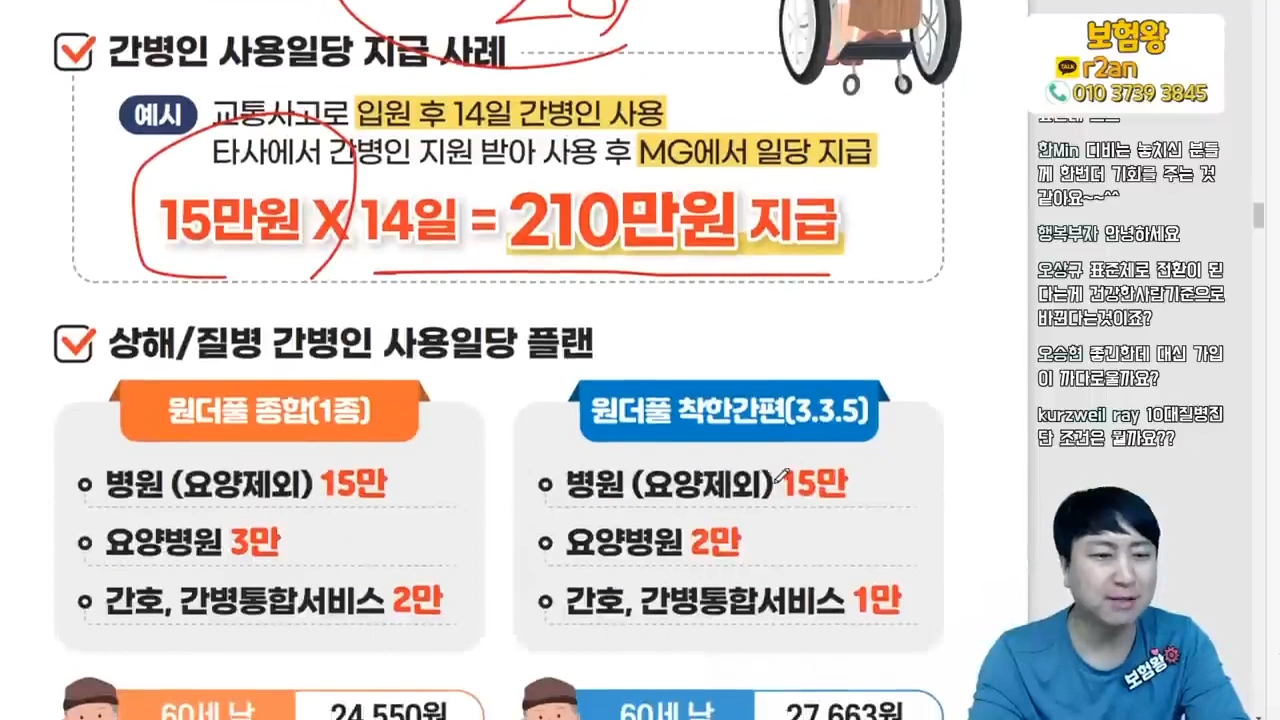 간병인 사용일당 지급 사례
예시 교통사고로 입원 후 14일 간병인 사용
타사에서 간병인 지원 받아 사용 후 MG에서 일당 지급
15만원 X 14일 = 210만원 지급
상해/질병 간병인 사용일당 플랜
원더풀 종합(1종)
병원 (요양제외) 15만
요양병원 3만
간호, 간병통합서비스 2만
60세 남 24,550원
원더풀 착한간편(3.3.5)
병원 (요양제외) 15만
요양병원 2만
간호, 간병통합서비스 1만
60세 남 27,663원
보험왕
TALK r2an
010 3739 3845
한Min 디비는 놓치신 분들
께 한번더 기회를 주는 것
같아요~~^^
행복부자 안녕하세요
오상규 표준체로 전환이 된
다는게 건강한사람기준으로
바뀐다는것이죠?
오승현 좋긴한데 대신 가입
이 까다로울까요?
kurzweil ray 10대질병진
단 조건은 뭘까요??
보험왕